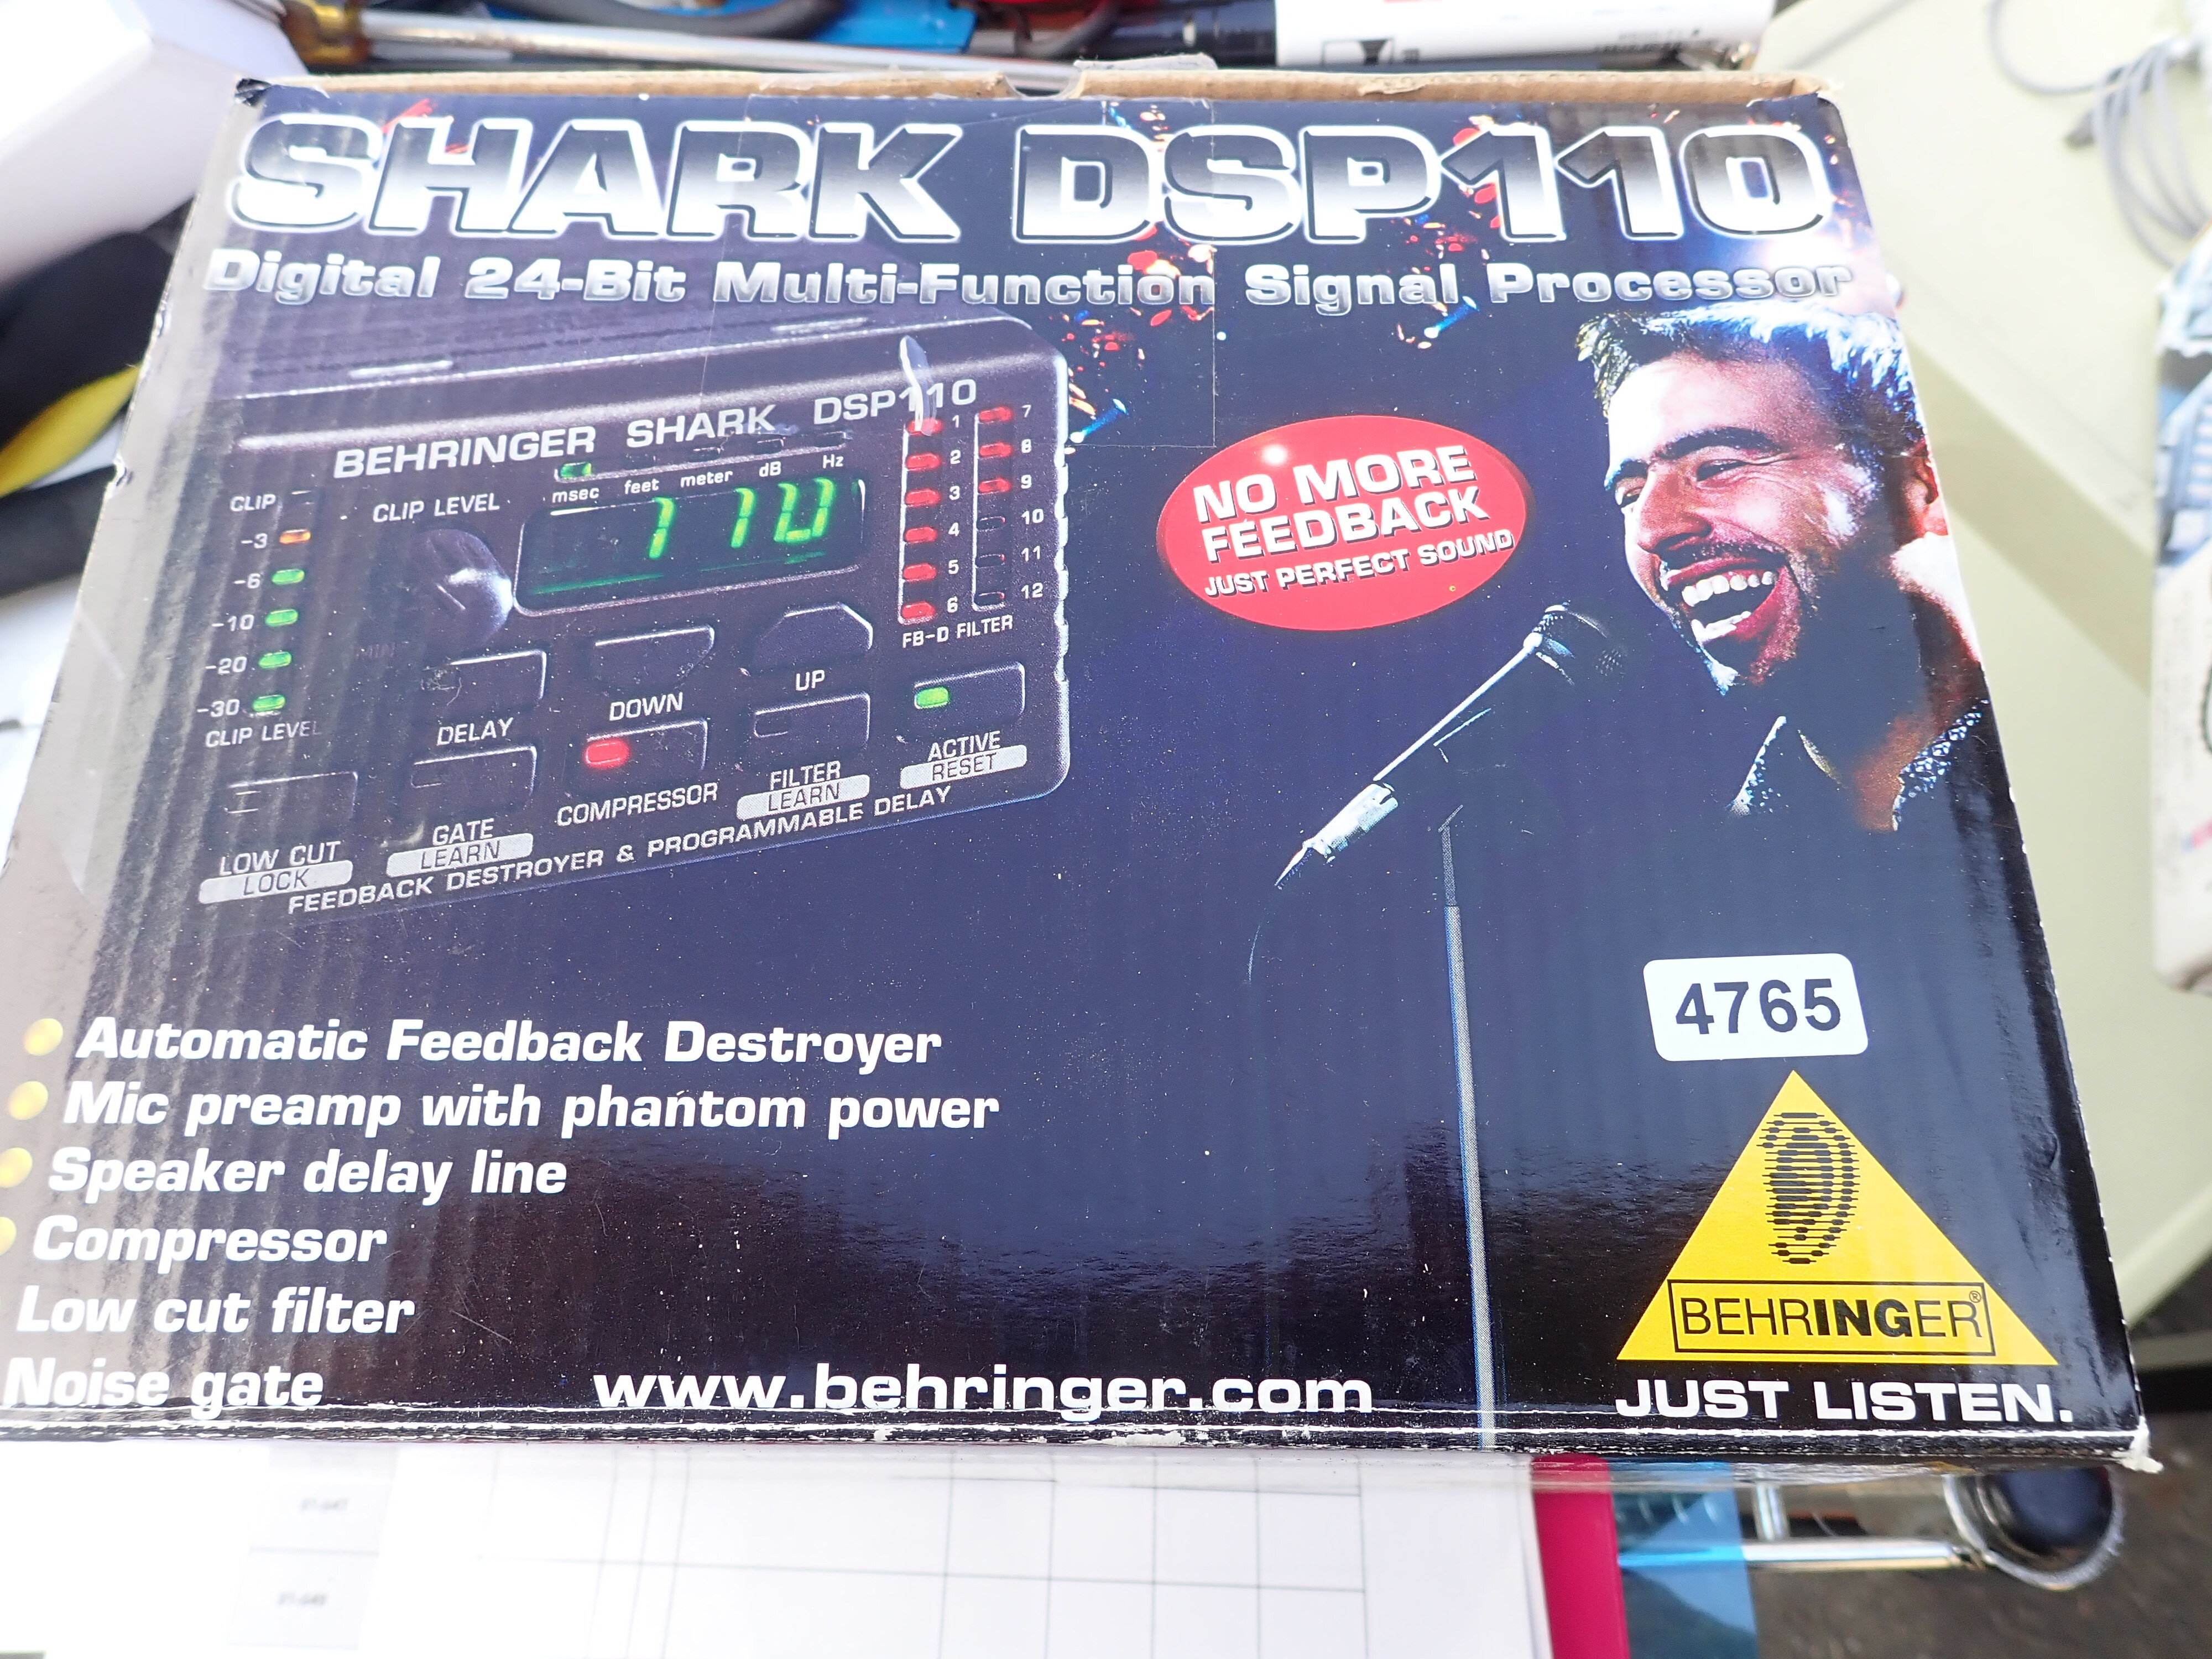 SHARK DSP110
Digital 24-Bit Multi-Function Signal Processor
BEHRINGER SHARK DSP110
msec feet meter dB Hz
CLIP
-3
-6
-10
-20
-30
CLIP LEVEL
CLIP LEVEL
MIN
110
1 7
2 8
3 9
4 10
5 11
6 12
FB-D FILTER
DELAY
DOWN
UP
LOW CUT
LOCK
GATE
LEARN
COMPRESSOR
FILTER
LEARN
ACTIVE
RESET
FEEDBACK DESTROYER & PROGRAMMABLE DELAY
NO MORE
FEEDBACK
JUST PERFECT SOUND
Automatic Feedback Destroyer
Mic preamp with phantom power
Speaker delay line
Compressor
Low cut filter
Noise gate
www.behringer.com
4765
BEHRINGER®
JUST LISTEN.